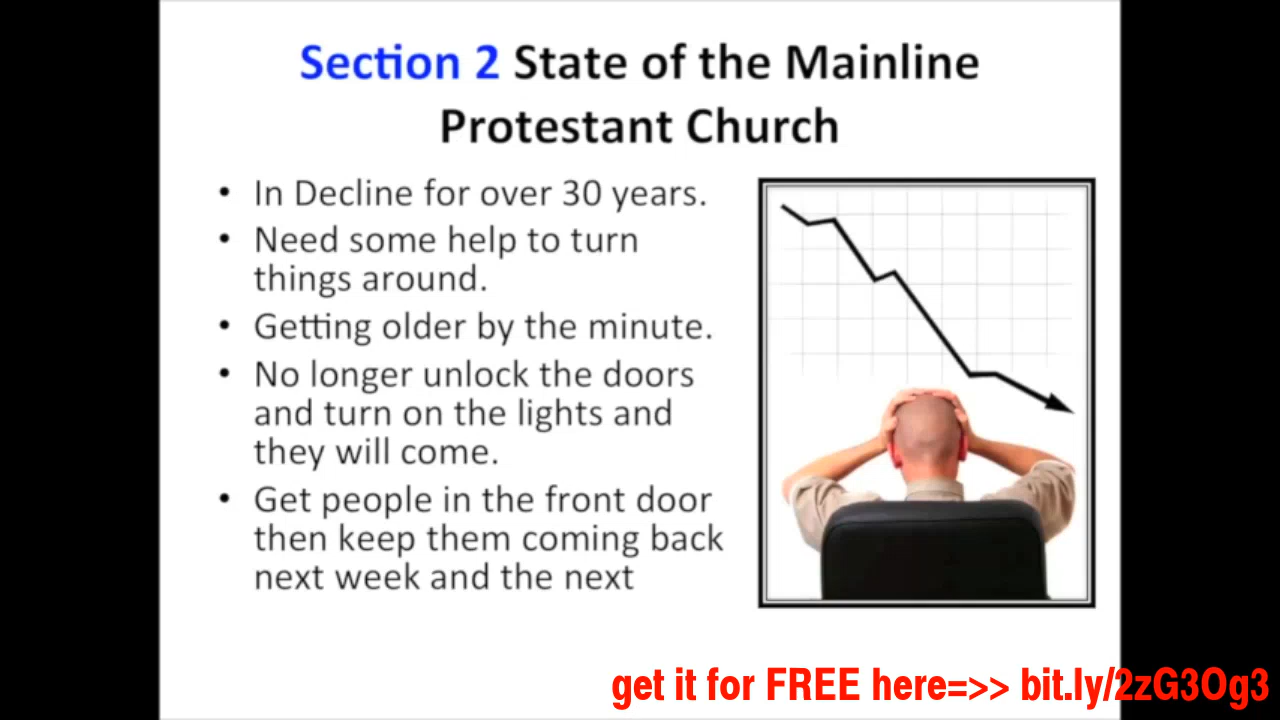 Section 2 State of the Mainline
Protestant Church
• In Decline for over 30 years.
• Need some help to turn
things around.
• Getting older by the minute.
• No longer unlock the doors
and turn on the lights and
they will come.
• Get people in the front door
then keep them coming back
next week and the next
get it for FREE here=>> bit.ly/2zG3Og3